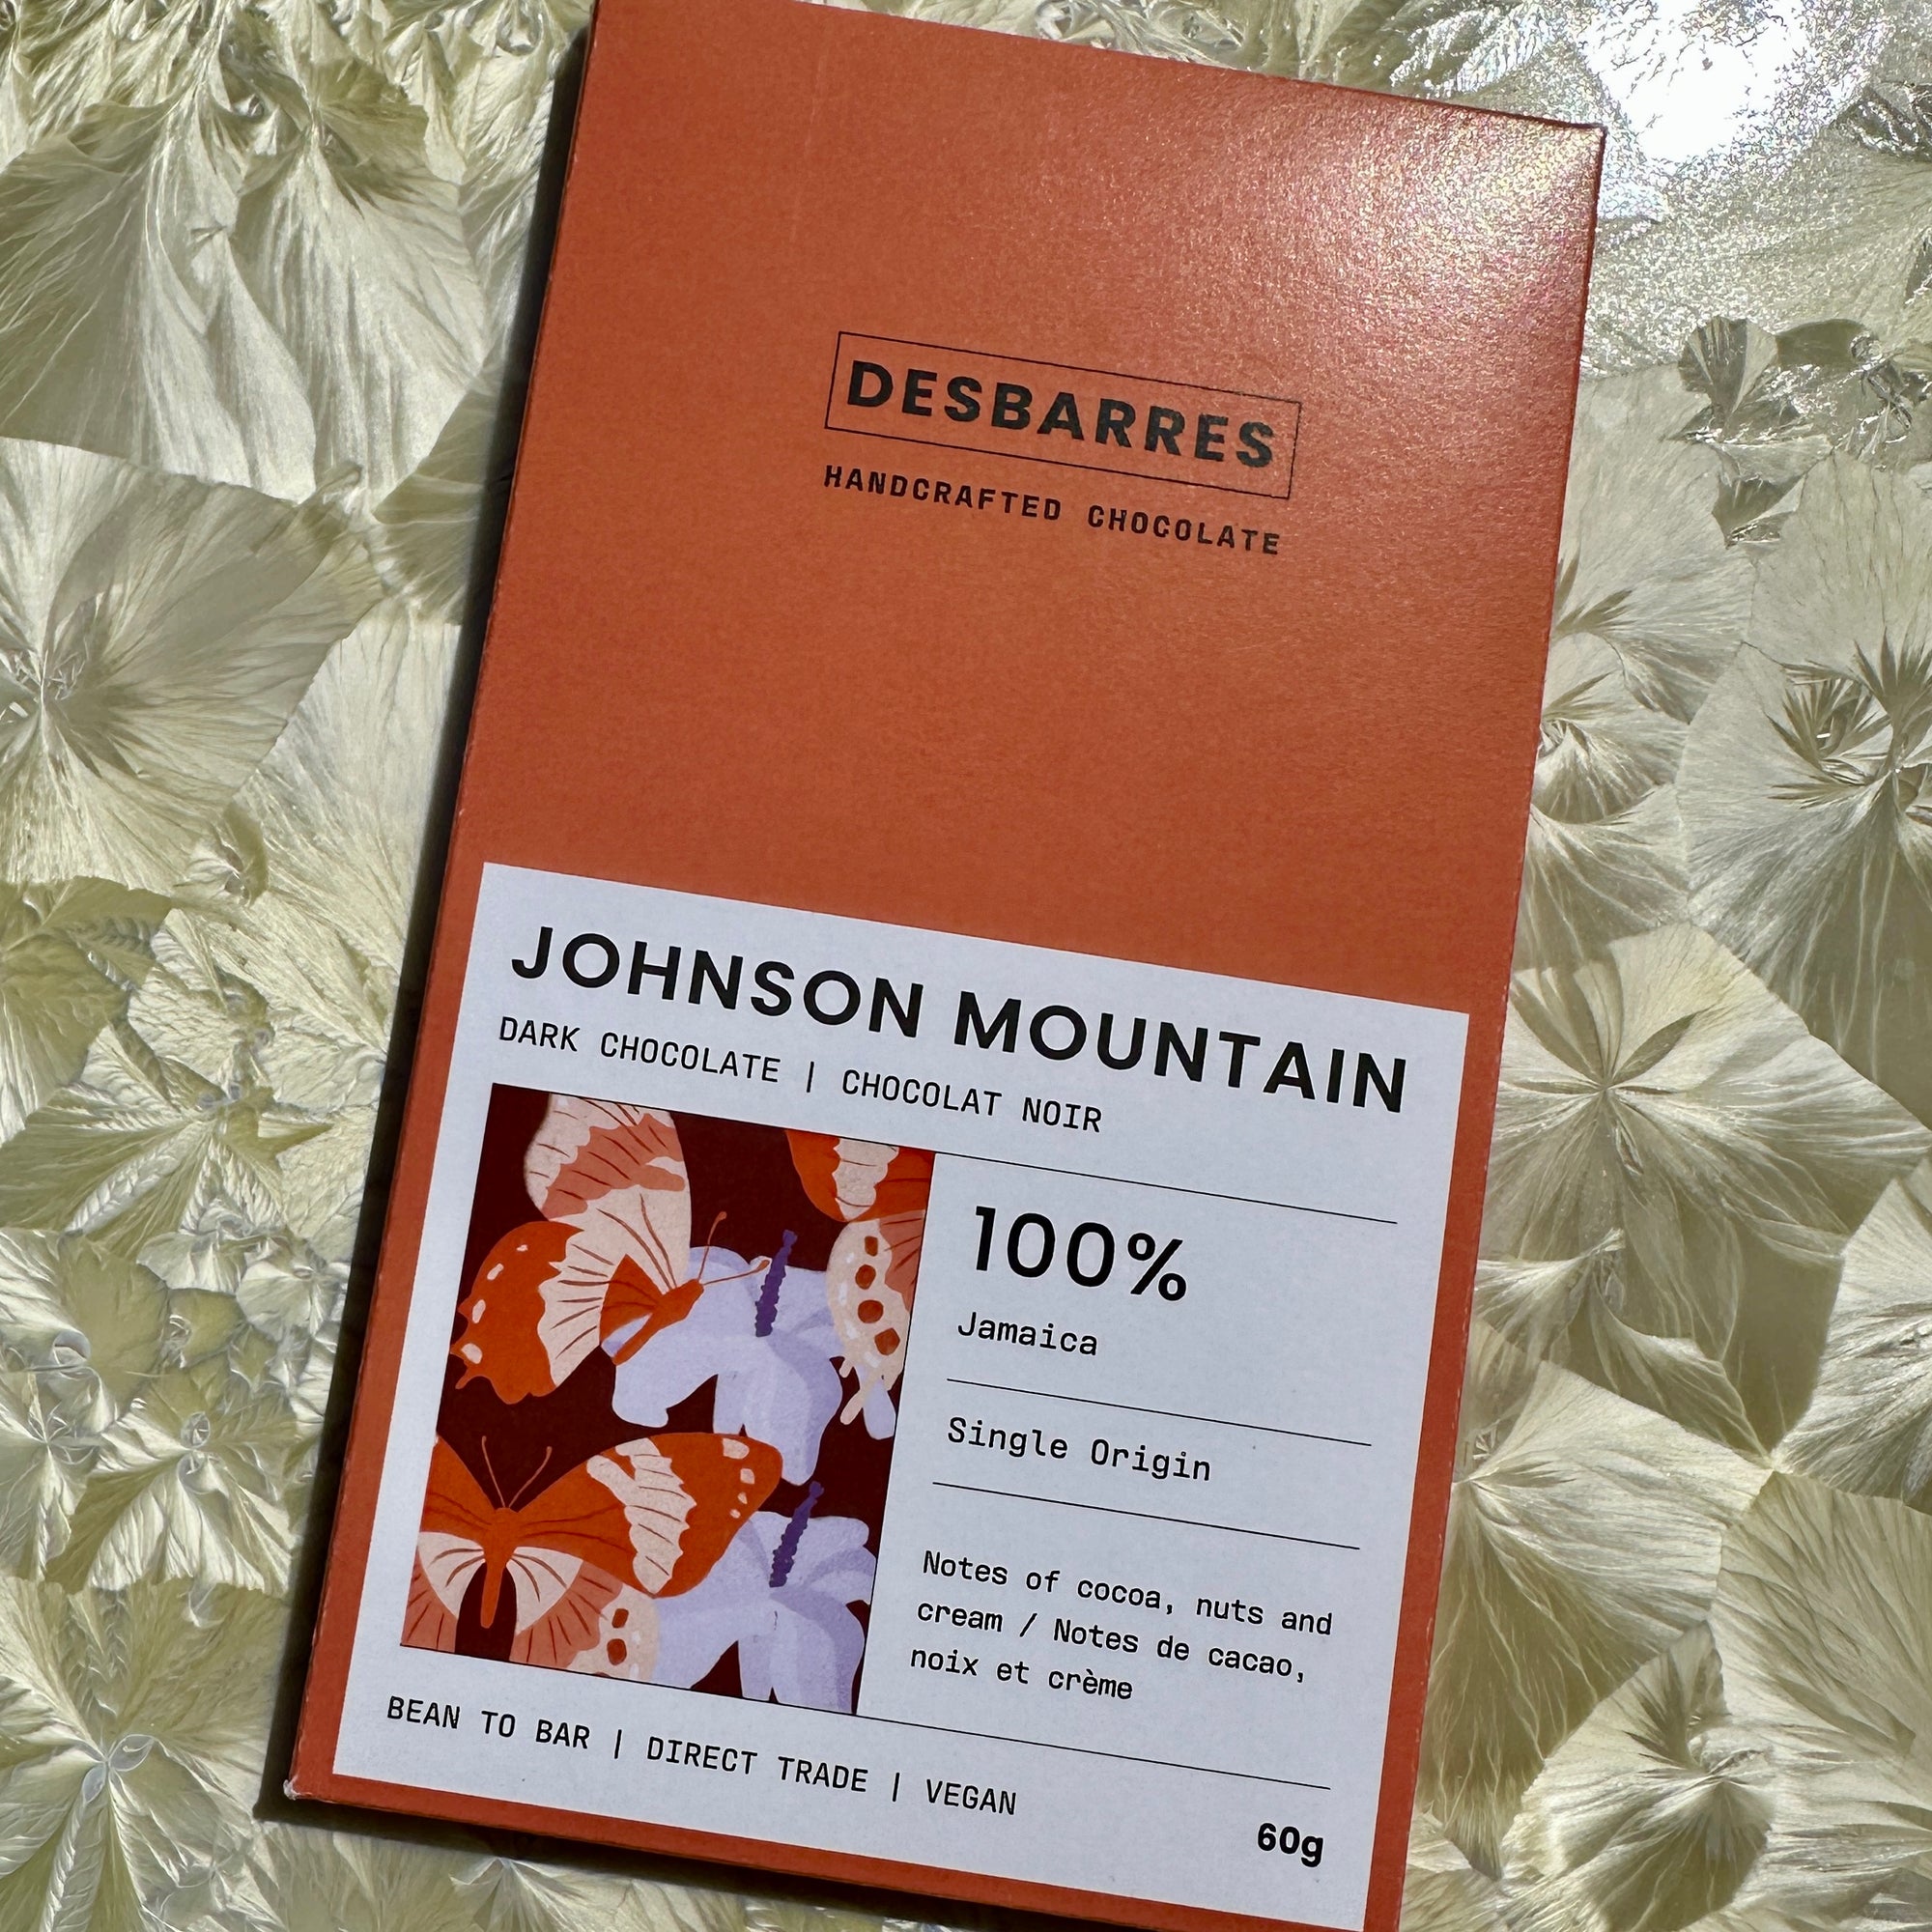 DESBARRES
HANDCRAFTED CHOCOLATE
JOHNSON MOUNTAIN
DARK CHOCOLATE | CHOCOLAT NOIR
100%
Jamaica
Single Origin
Notes of cocoa, nuts and
cream / Notes de cacao,
noix et crème
BEAN TO BAR | DIRECT TRADE | VEGAN
60g